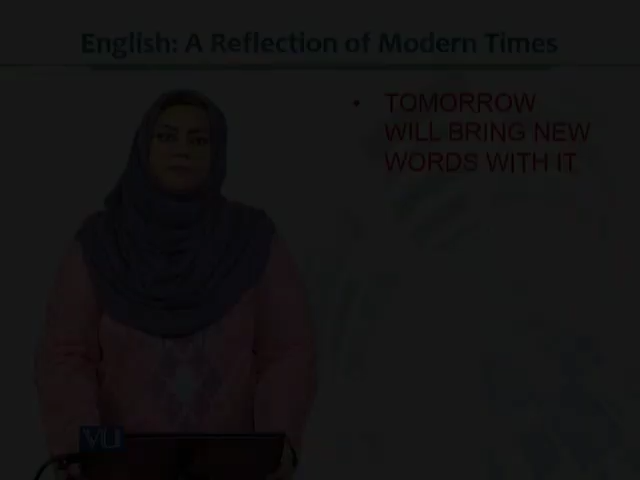 English: A Reflection of Modern Times
• TOMORROW
WILL BRING NEW
WORDS WITH IT
VU